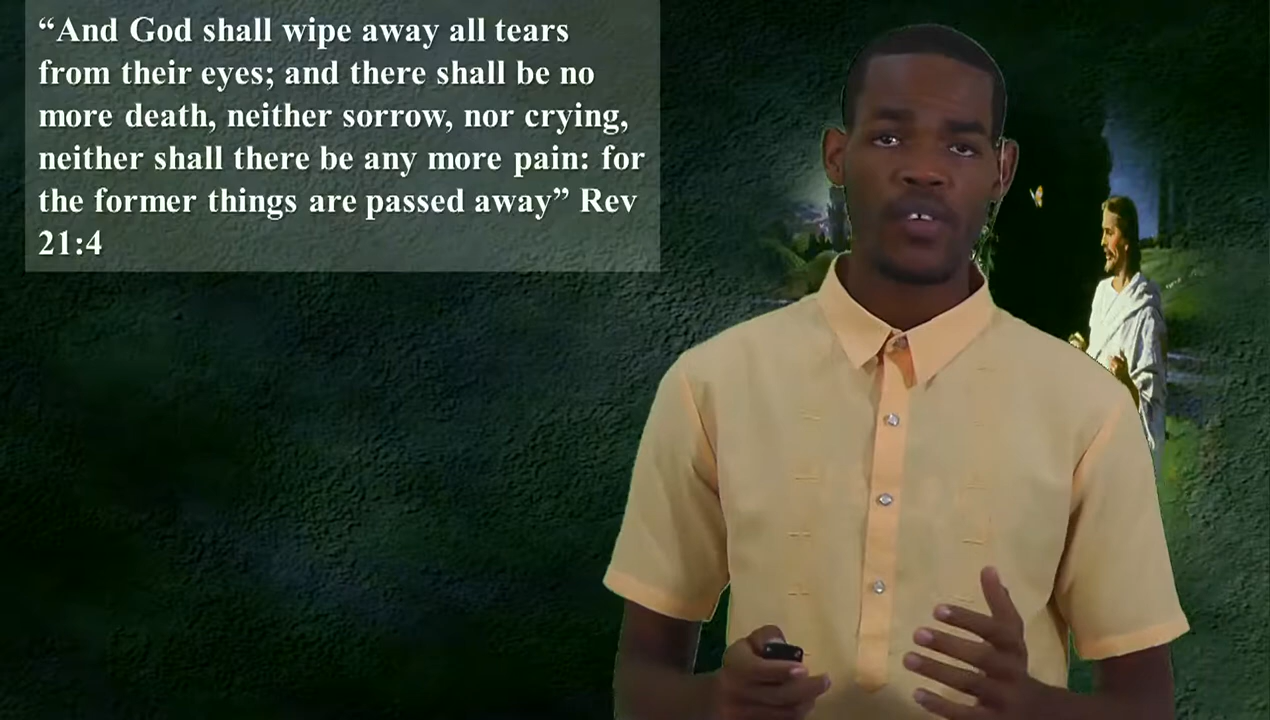 “And God shall wipe away all tears
from their eyes; and there shall be no
more death, neither sorrow, nor crying,
neither shall there be any more pain: for
the former things are passed away” Rev
21:4